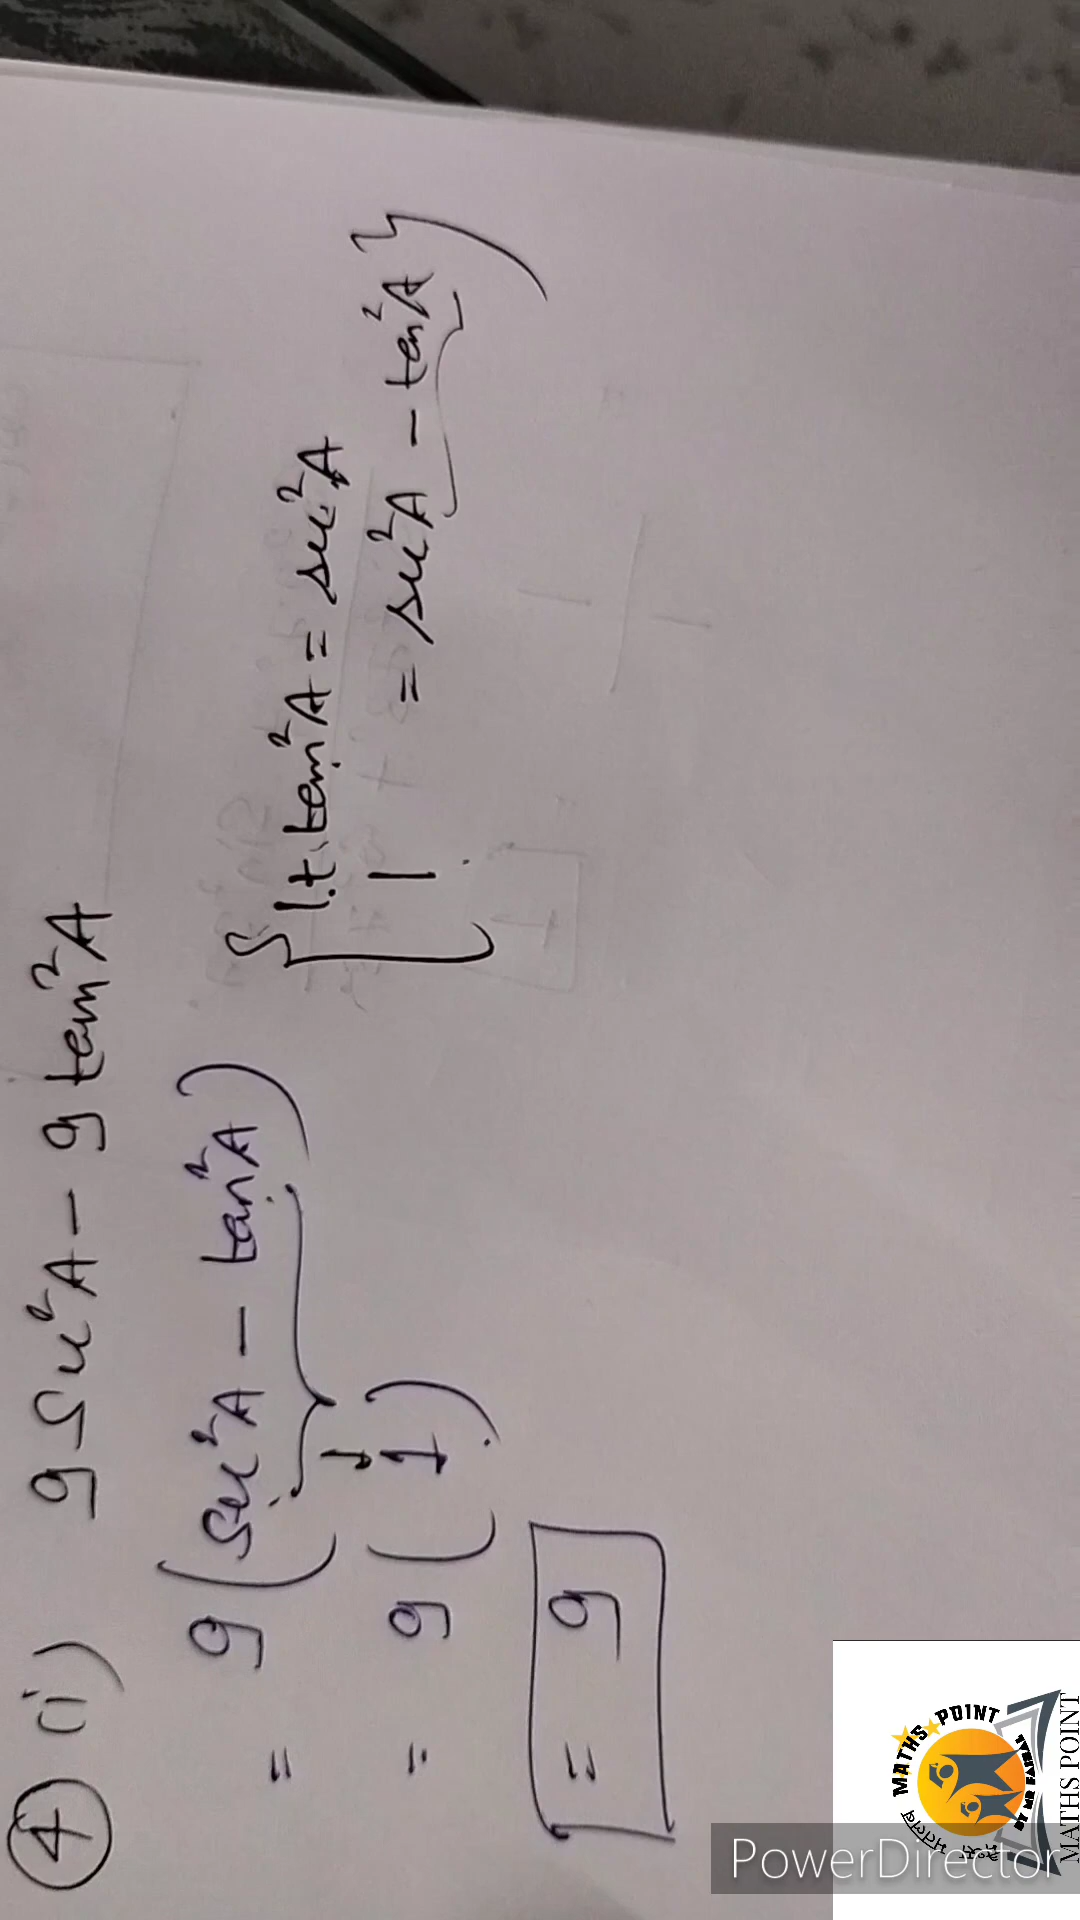 ④ (i) 9 Sec²A - 9 tan²A
= 9 (Sec²A - tan²A)
= 9 (1)
= 9
{ 1+ tan²A = sec²A
1 = sec²A - tan²A }
MATHS POINT
MATHS POINT
PowerDirector